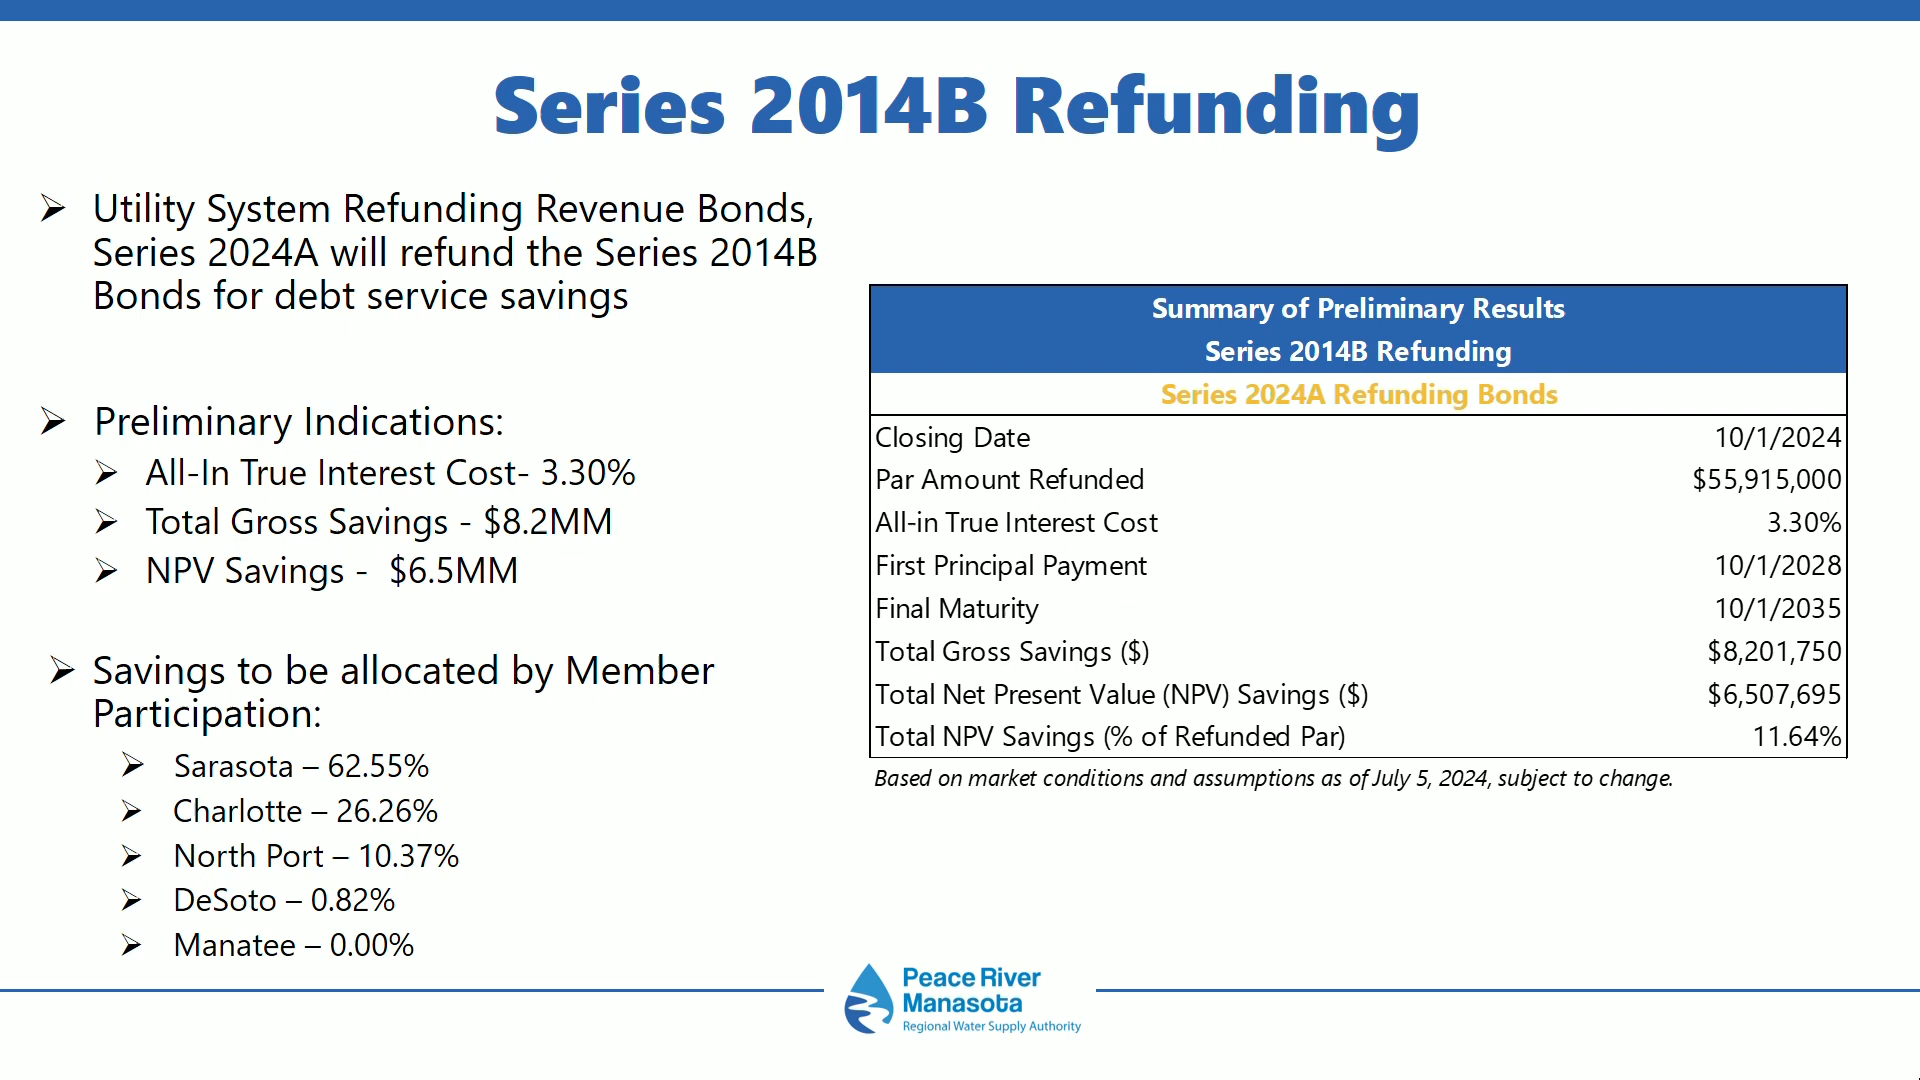 Series 2014B Refunding
Utility System Refunding Revenue Bonds,
Series 2024A will refund the Series 2014B
Bonds for debt service savings
Preliminary Indications:
All-In True Interest Cost- 3.30%
Total Gross Savings - $8.2MM
NPV Savings - $6.5MM
Savings to be allocated by Member
Participation:
Sarasota – 62.55%
Charlotte – 26.26%
North Port – 10.37%
DeSoto – 0.82%
Manatee – 0.00%
Summary of Preliminary Results
Series 2014B Refunding
Series 2024A Refunding Bonds
Closing Date 10/1/2024
Par Amount Refunded $55,915,000
All-in True Interest Cost 3.30%
First Principal Payment 10/1/2028
Final Maturity 10/1/2035
Total Gross Savings ($) $8,201,750
Total Net Present Value (NPV) Savings ($) $6,507,695
Total NPV Savings (% of Refunded Par) 11.64%
Based on market conditions and assumptions as of July 5, 2024, subject to change.
Peace River
Manasota
Regional Water Supply Authority